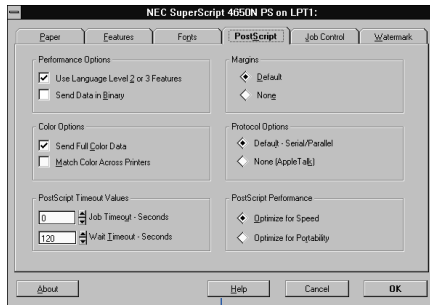 NEC SuperScript 4650N PS on LPT1:
Paper Features Fonts PostScript Job Control Watermark
Performance Options
Use Language Level 2 or 3 Features
Send Data in Binary
Color Options
Send Full Color Data
Match Color Across Printers
PostScript Timeout Values
0 Job Timeout - Seconds
120 Wait Timeout - Seconds
Margins
Default
None
Protocol Options
Default - Serial/Parallel
None (AppleTalk)
PostScript Performance
Optimize for Speed
Optimize for Portability
About Help Cancel OK